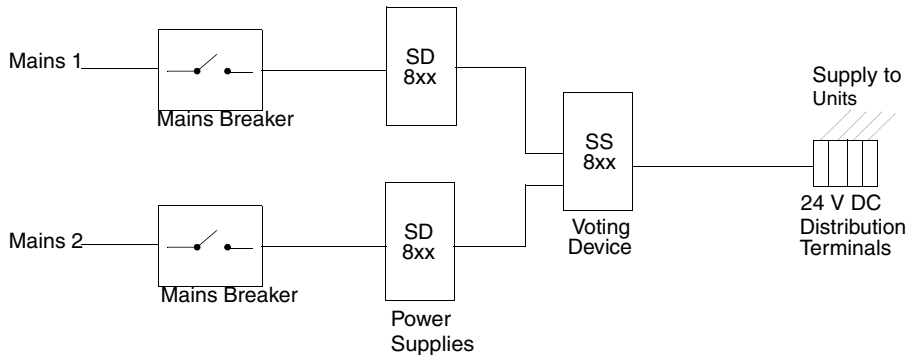 Mains 1
Mains Breaker
SD
8xx
SS
8xx
Voting
Device
Supply to
Units
24 V DC
Distribution
Terminals
Mains 2
Mains Breaker
SD
8xx
Power
Supplies